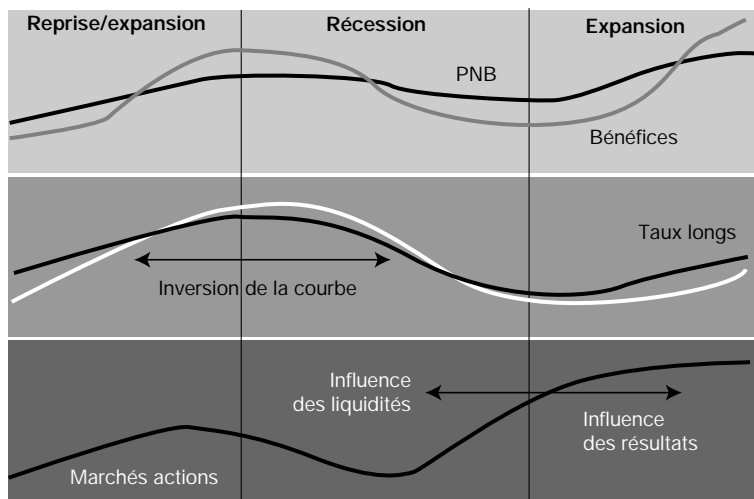 Reprise/expansion
Récession
Expansion
PNB
Bénéfices
Taux longs
Inversion de la courbe
Influence
des liquidités
Influence
des résultats
Marchés actions